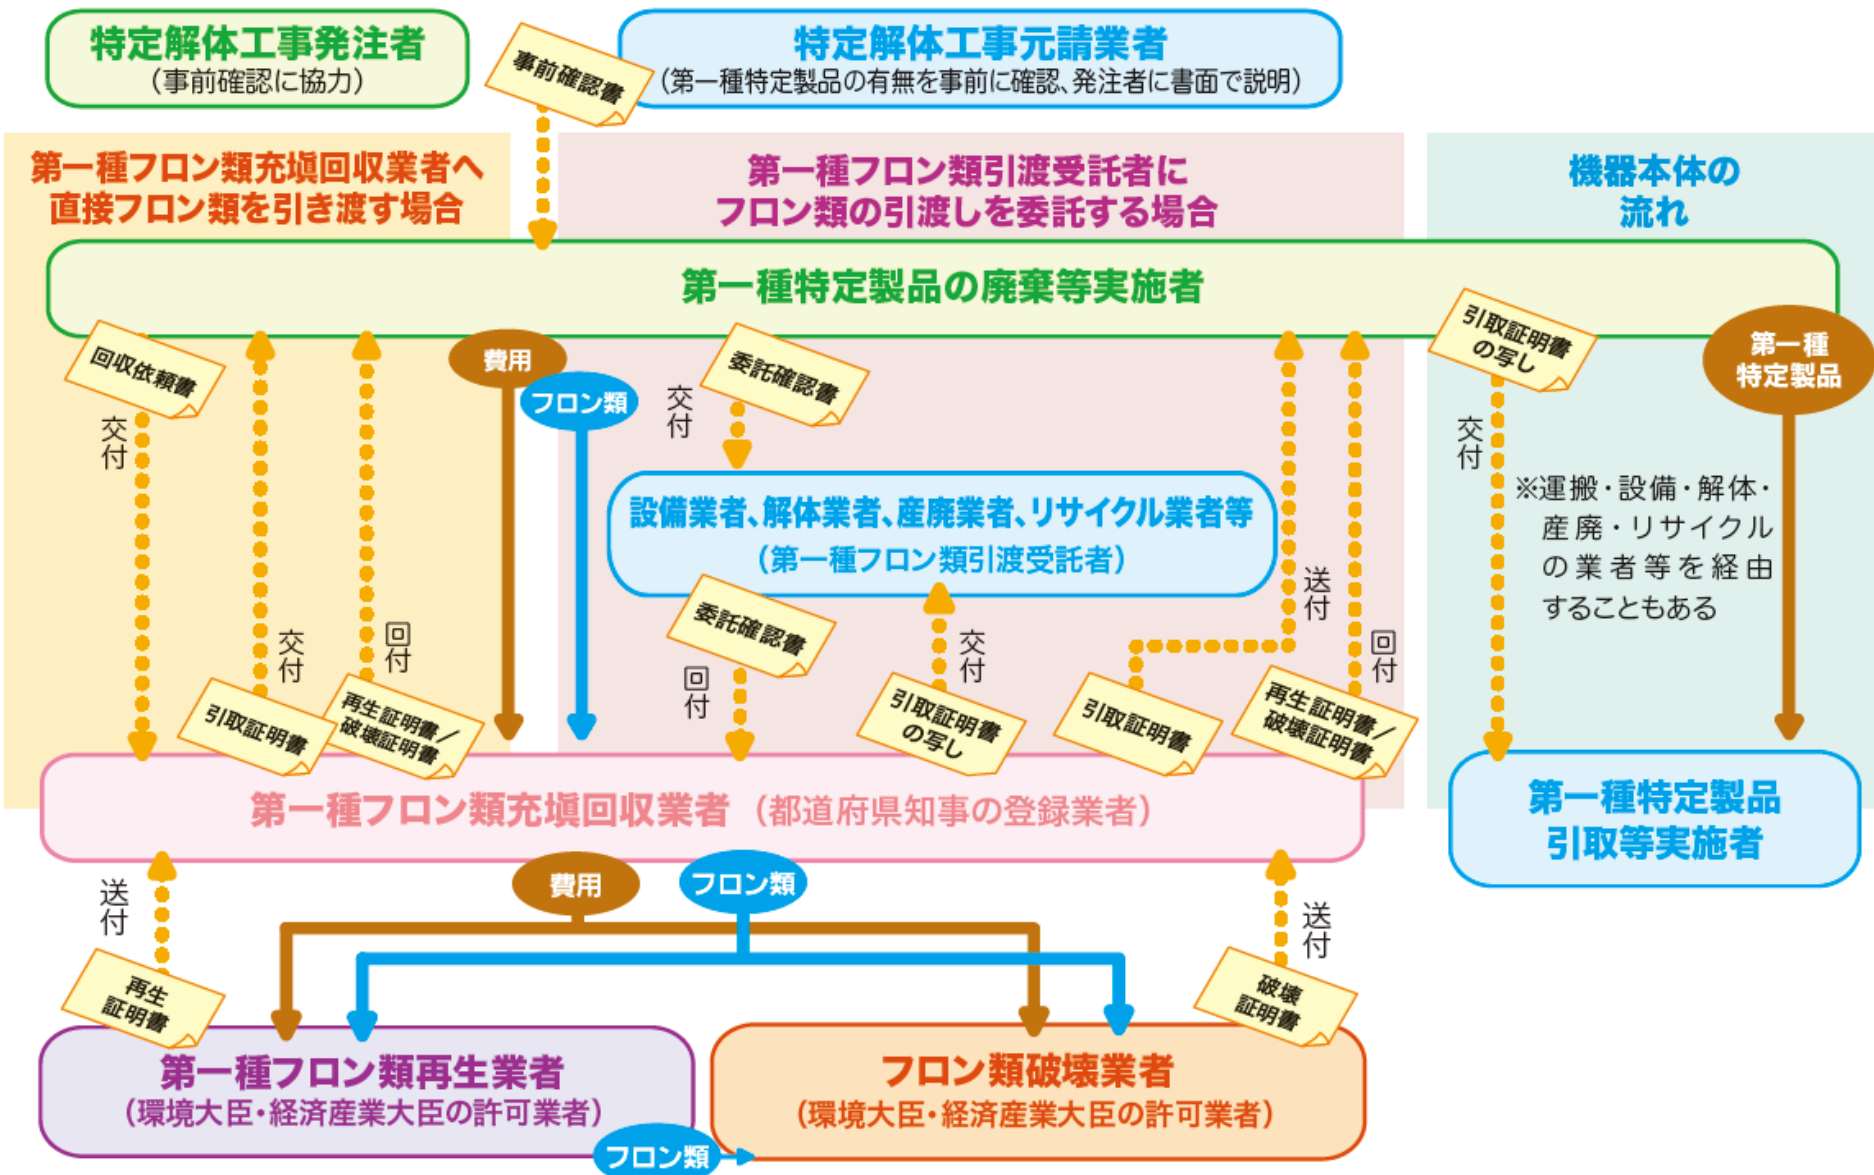 特定解体工事発注者
（事前確認に協力）
事前確認書
特定解体工事元請業者
（第一種特定製品の有無を事前に確認、発注者に書面で説明）
第一種フロン類充塡回収業者へ
直接フロン類を引き渡す場合
第一種フロン類引渡受託者に
フロン類の引渡しを委託する場合
機器本体の
流れ
第一種特定製品の廃棄等実施者
回収依頼書
交付
引取証明書
交付
再生証明書／
破壊証明書
回付
費用
フロン類
委託確認書
交付
設備業者、解体業者、産廃業者、リサイクル業者等
（第一種フロン類引渡受託者）
委託確認書
回付
引取証明書
の写し
交付
引取証明書
送付
再生証明書／
破壊証明書
回付
引取証明書
の写し
交付
第一種
特定製品
※運搬・設備・解体・
産廃・リサイクル
の業者等を経由
することもある
第一種フロン類充塡回収業者（都道府県知事の登録業者）
第一種特定製品
引取等実施者
送付
再生
証明書
費用
フロン類
送付
破壊
証明書
第一種フロン類再生業者
（環境大臣・経済産業大臣の許可業者）
フロン類破壊業者
（環境大臣・経済産業大臣の許可業者）
フロン類